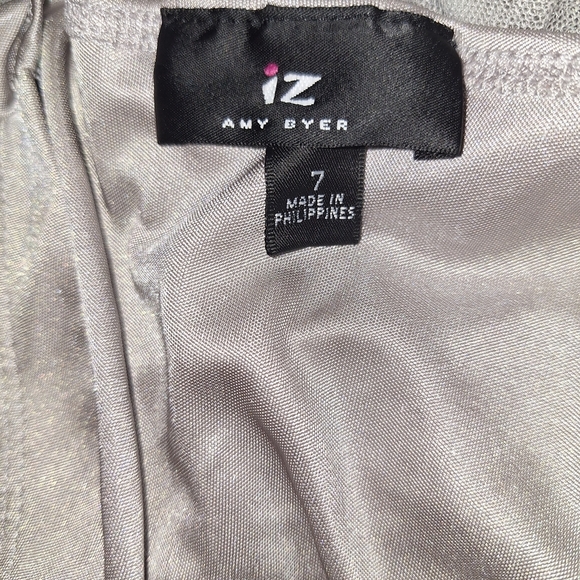 iz
AMY BYER
7
MADE IN
PHILIPPINES